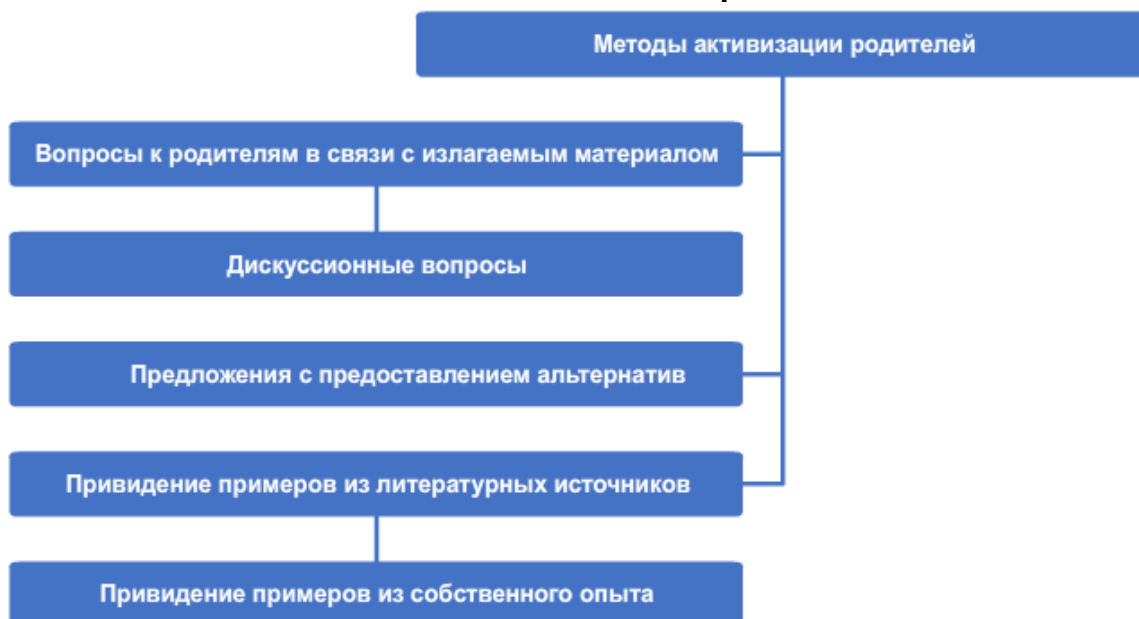 Методы активизации родителей
Вопросы к родителям в связи с излагаемым материалом
Дискуссионные вопросы
Предложения с предоставлением альтернатив
Привидение примеров из литературных источников
Привидение примеров из собственного опыта